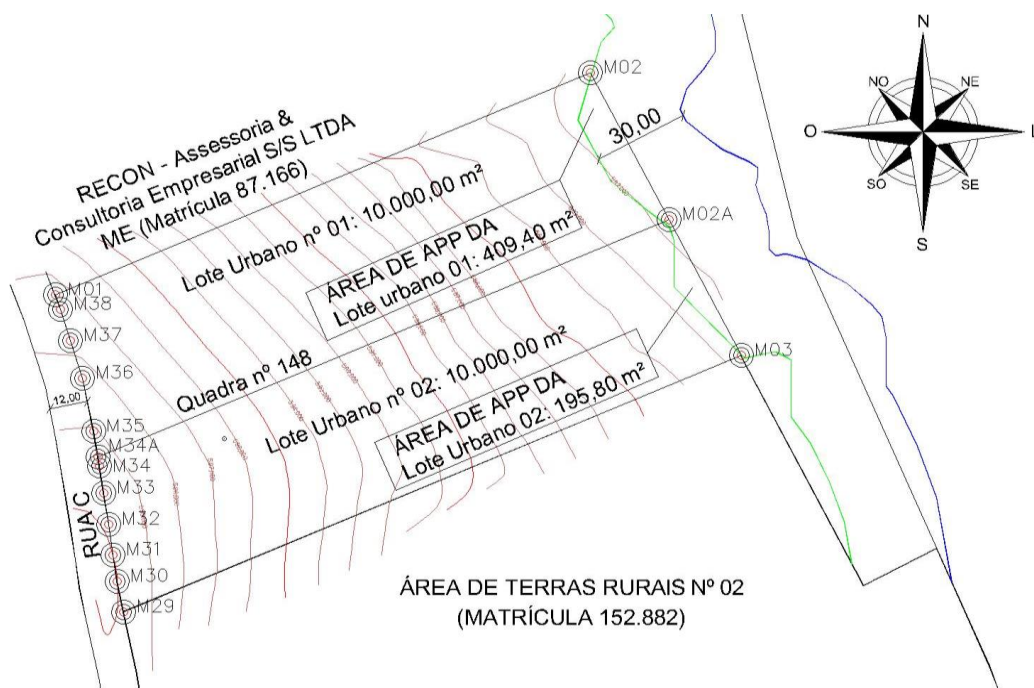 N
NO
NE
O
L
SO
SE
S
M02
30,00
RECON - Assessoria &
Consultoria Empresarial S/S LTDA
ME (Matrícula 87.166)
Lote Urbano nº 01: 10.000,00 m²
ÁREA DE APP DA
Lote urbano 01: 409,40 m²
M02A
M01
M38
M37
M36
12,00
Quadra nº 148
Lote Urbano nº 02: 10.000,00 m²
ÁREA DE APP DA
Lote Urbano 02: 195,80 m²
M03
M35
M34A
M34
M33
M32
M31
M30
M29
RUA C
ÁREA DE TERRAS RURAIS Nº 02
(MATRÍCULA 152.882)